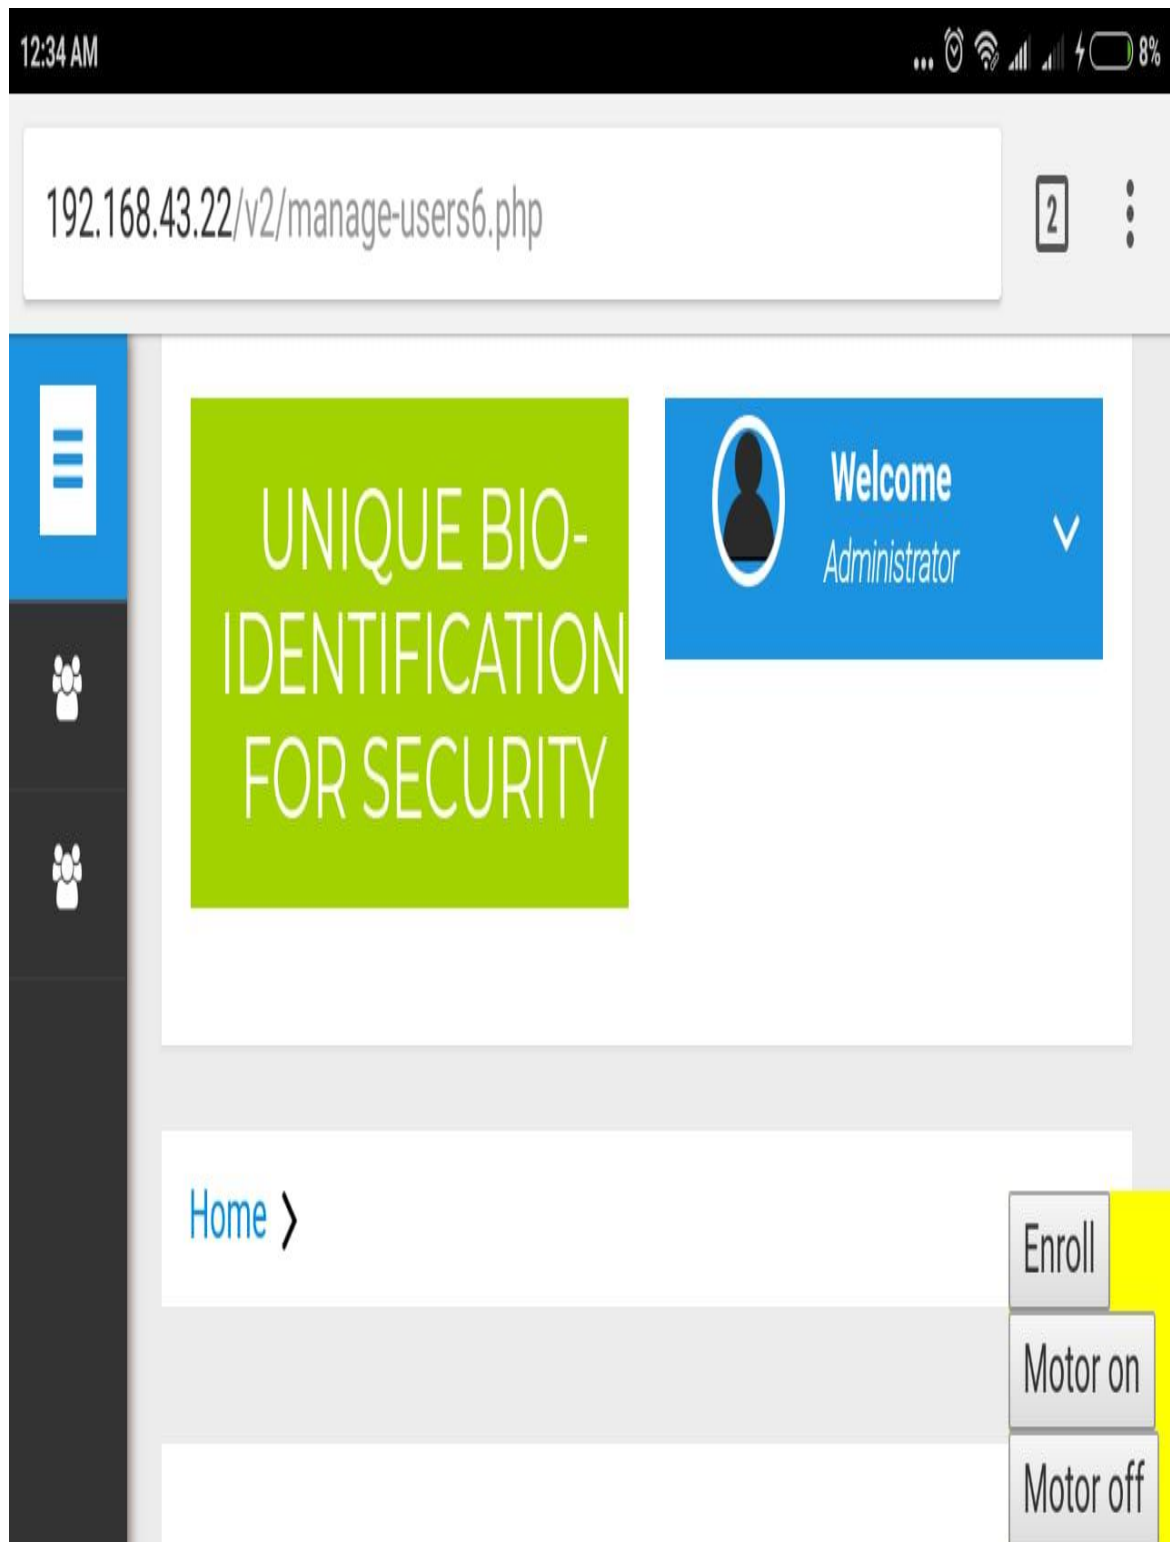 12:34 AM
8%
192.168.43.22/v2/manage-users6.php
2
UNIQUE BIO-
IDENTIFICATION
FOR SECURITY
Welcome
Administrator
Home
Enroll
Motor on
Motor off